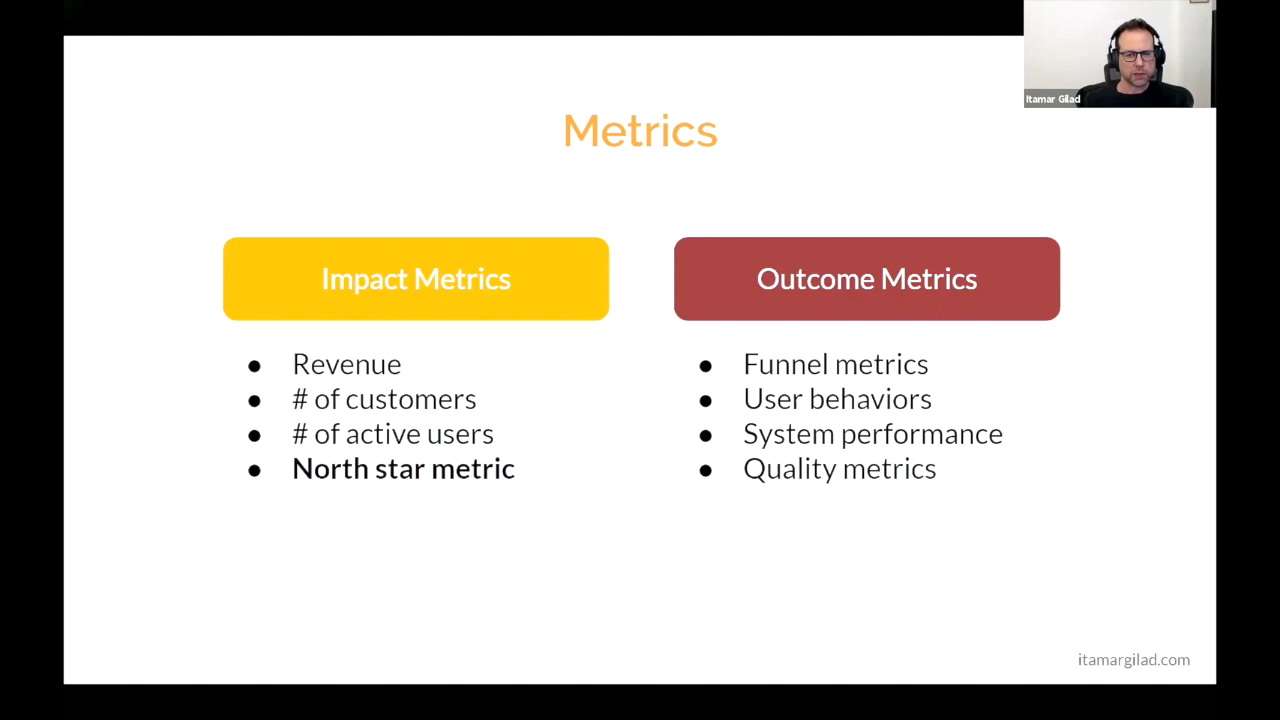 Itamar Gilad
Metrics
Impact Metrics
● Revenue
● # of customers
● # of active users
● North star metric
Outcome Metrics
● Funnel metrics
● User behaviors
● System performance
● Quality metrics
itamargilad.com